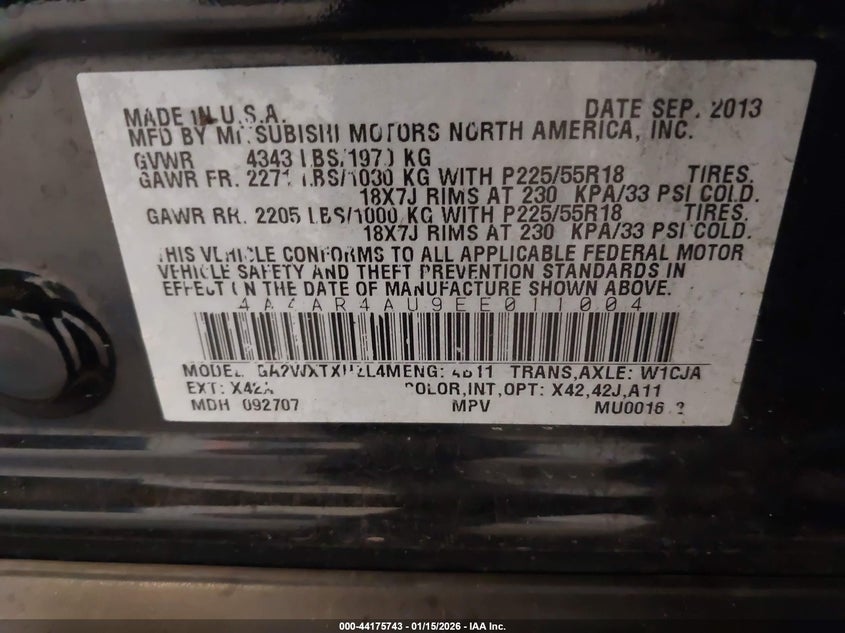 MADE IN U.S.A. DATE SEP. 2013
MFD BY MITSUBISHI MOTORS NORTH AMERICA, INC.
GVWR 4343 LBS/1970 KG
GAWR FR. 2271 LBS/1030 KG WITH P225/55R18 TIRES.
18X7J RIMS AT 230 KPA/33 PSI COLD.
GAWR RR. 2205 LBS/1000 KG WITH P225/55R18 TIRES.
18X7J RIMS AT 230 KPA/33 PSI COLD.
THIS VEHICLE CONFORMS TO ALL APPLICABLE FEDERAL MOTOR
VEHICLE SAFETY AND THEFT PREVENTION STANDARDS IN
EFFECT ON THE DATE OF MANUFACTURE SHOWN ABOVE.
4A4AR4AU9EE011004
MODEL: ENG: 4B11 TRANS,AXLE: W1CJA
EXT: X42A COLOR,INT,OPT: X42,42J,A11
MDH 092707 MPV
000-44175743 - 01/15/2026 - IAA Inc.